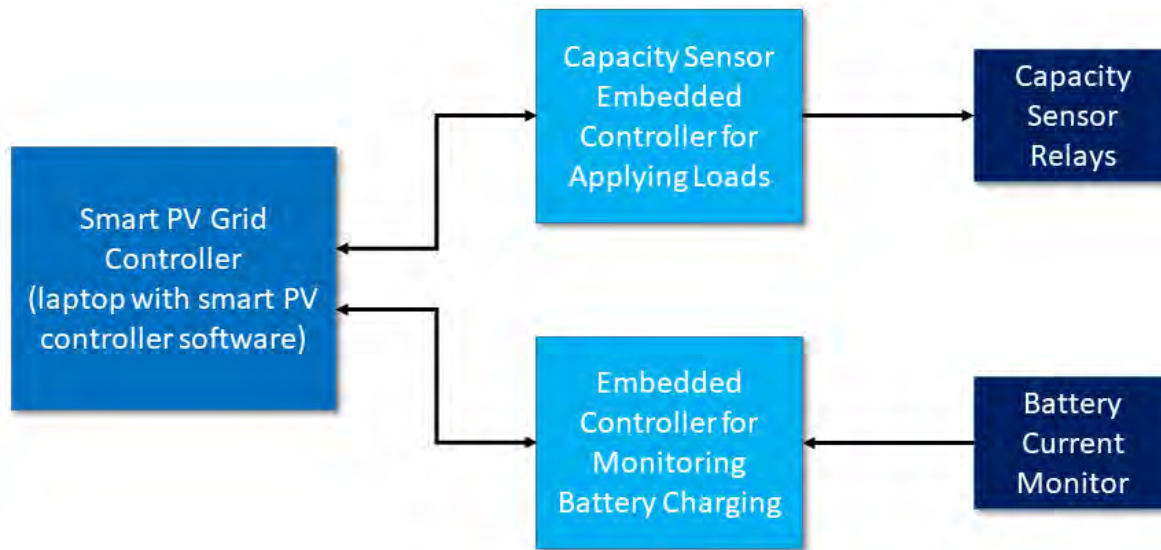 Smart PV Grid
Controller
(laptop with smart PV
controller software)
Capacity Sensor
Embedded
Controller for
Applying Loads
Capacity
Sensor
Relays
Embedded
Controller for
Monitoring
Battery Charging
Battery
Current
Monitor